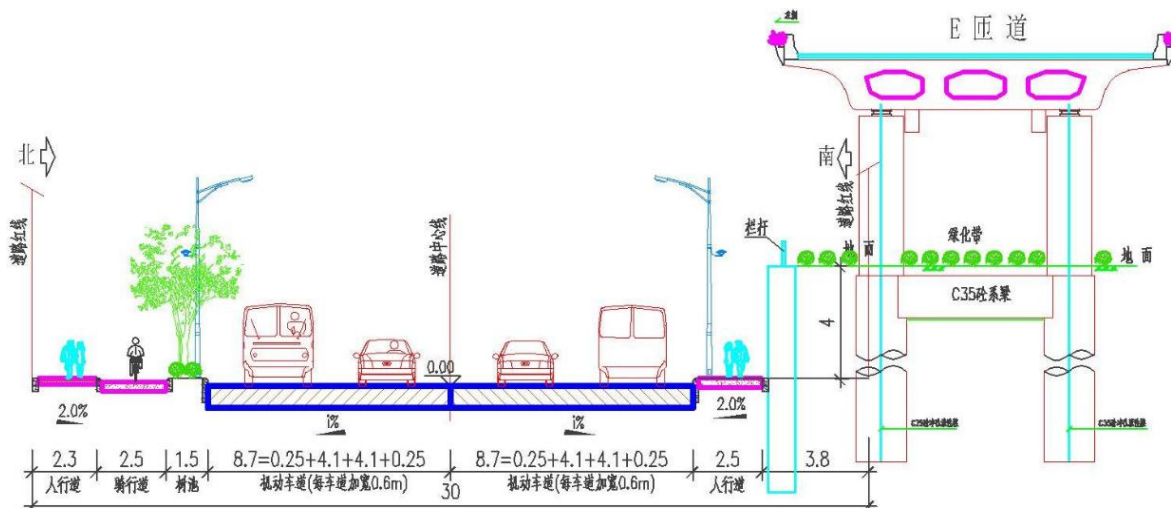 E 匝道
北
南
道路红线
道路中心线
道路红线
栏杆
地 面
绿化带
地 面
C35砼系梁
4
0.00
2.0%
i%
i%
2.0%
2.3
2.5
1.5
8.7=0.25+4.1+4.1+0.25
8.7=0.25+4.1+4.1+0.25
2.5
3.8
人行道
骑行道
树池
机动车道(每车道加宽0.6m)
机动车道(每车道加宽0.6m)
人行道
30